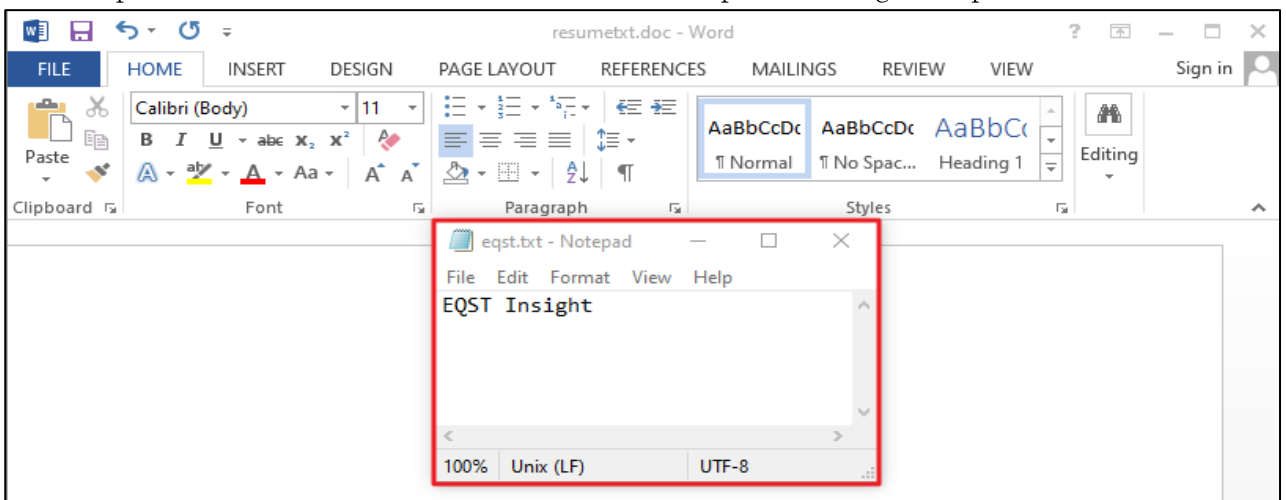 resumetxt.doc - Word
?
FILE HOME INSERT DESIGN PAGE LAYOUT REFERENCES MAILINGS REVIEW VIEW Sign in
Calibri (Body) 11
Paste
B I U abc X₂ X²
A aby A Aa A A
A Z
¶
AaBbCcDc AaBbCcDc AaBbC
¶ Normal ¶ No Spac... Heading 1
Editing
Clipboard Font Paragraph Styles
eqst.txt - Notepad
File Edit Format View Help
EQST Insight
100% Unix (LF) UTF-8